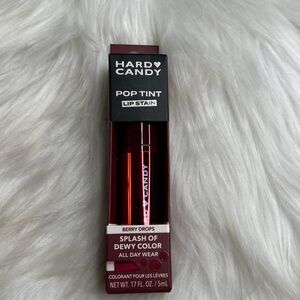 HARD♥
CANDY
POP TINT
LIP STAIN
CANDY
BERRY DROPS
SPLASH OF
DEWY COLOR
ALL DAY WEAR
COLORANT POUR LES LÈVRES
NET WT. .17 FL. OZ. / 5mL